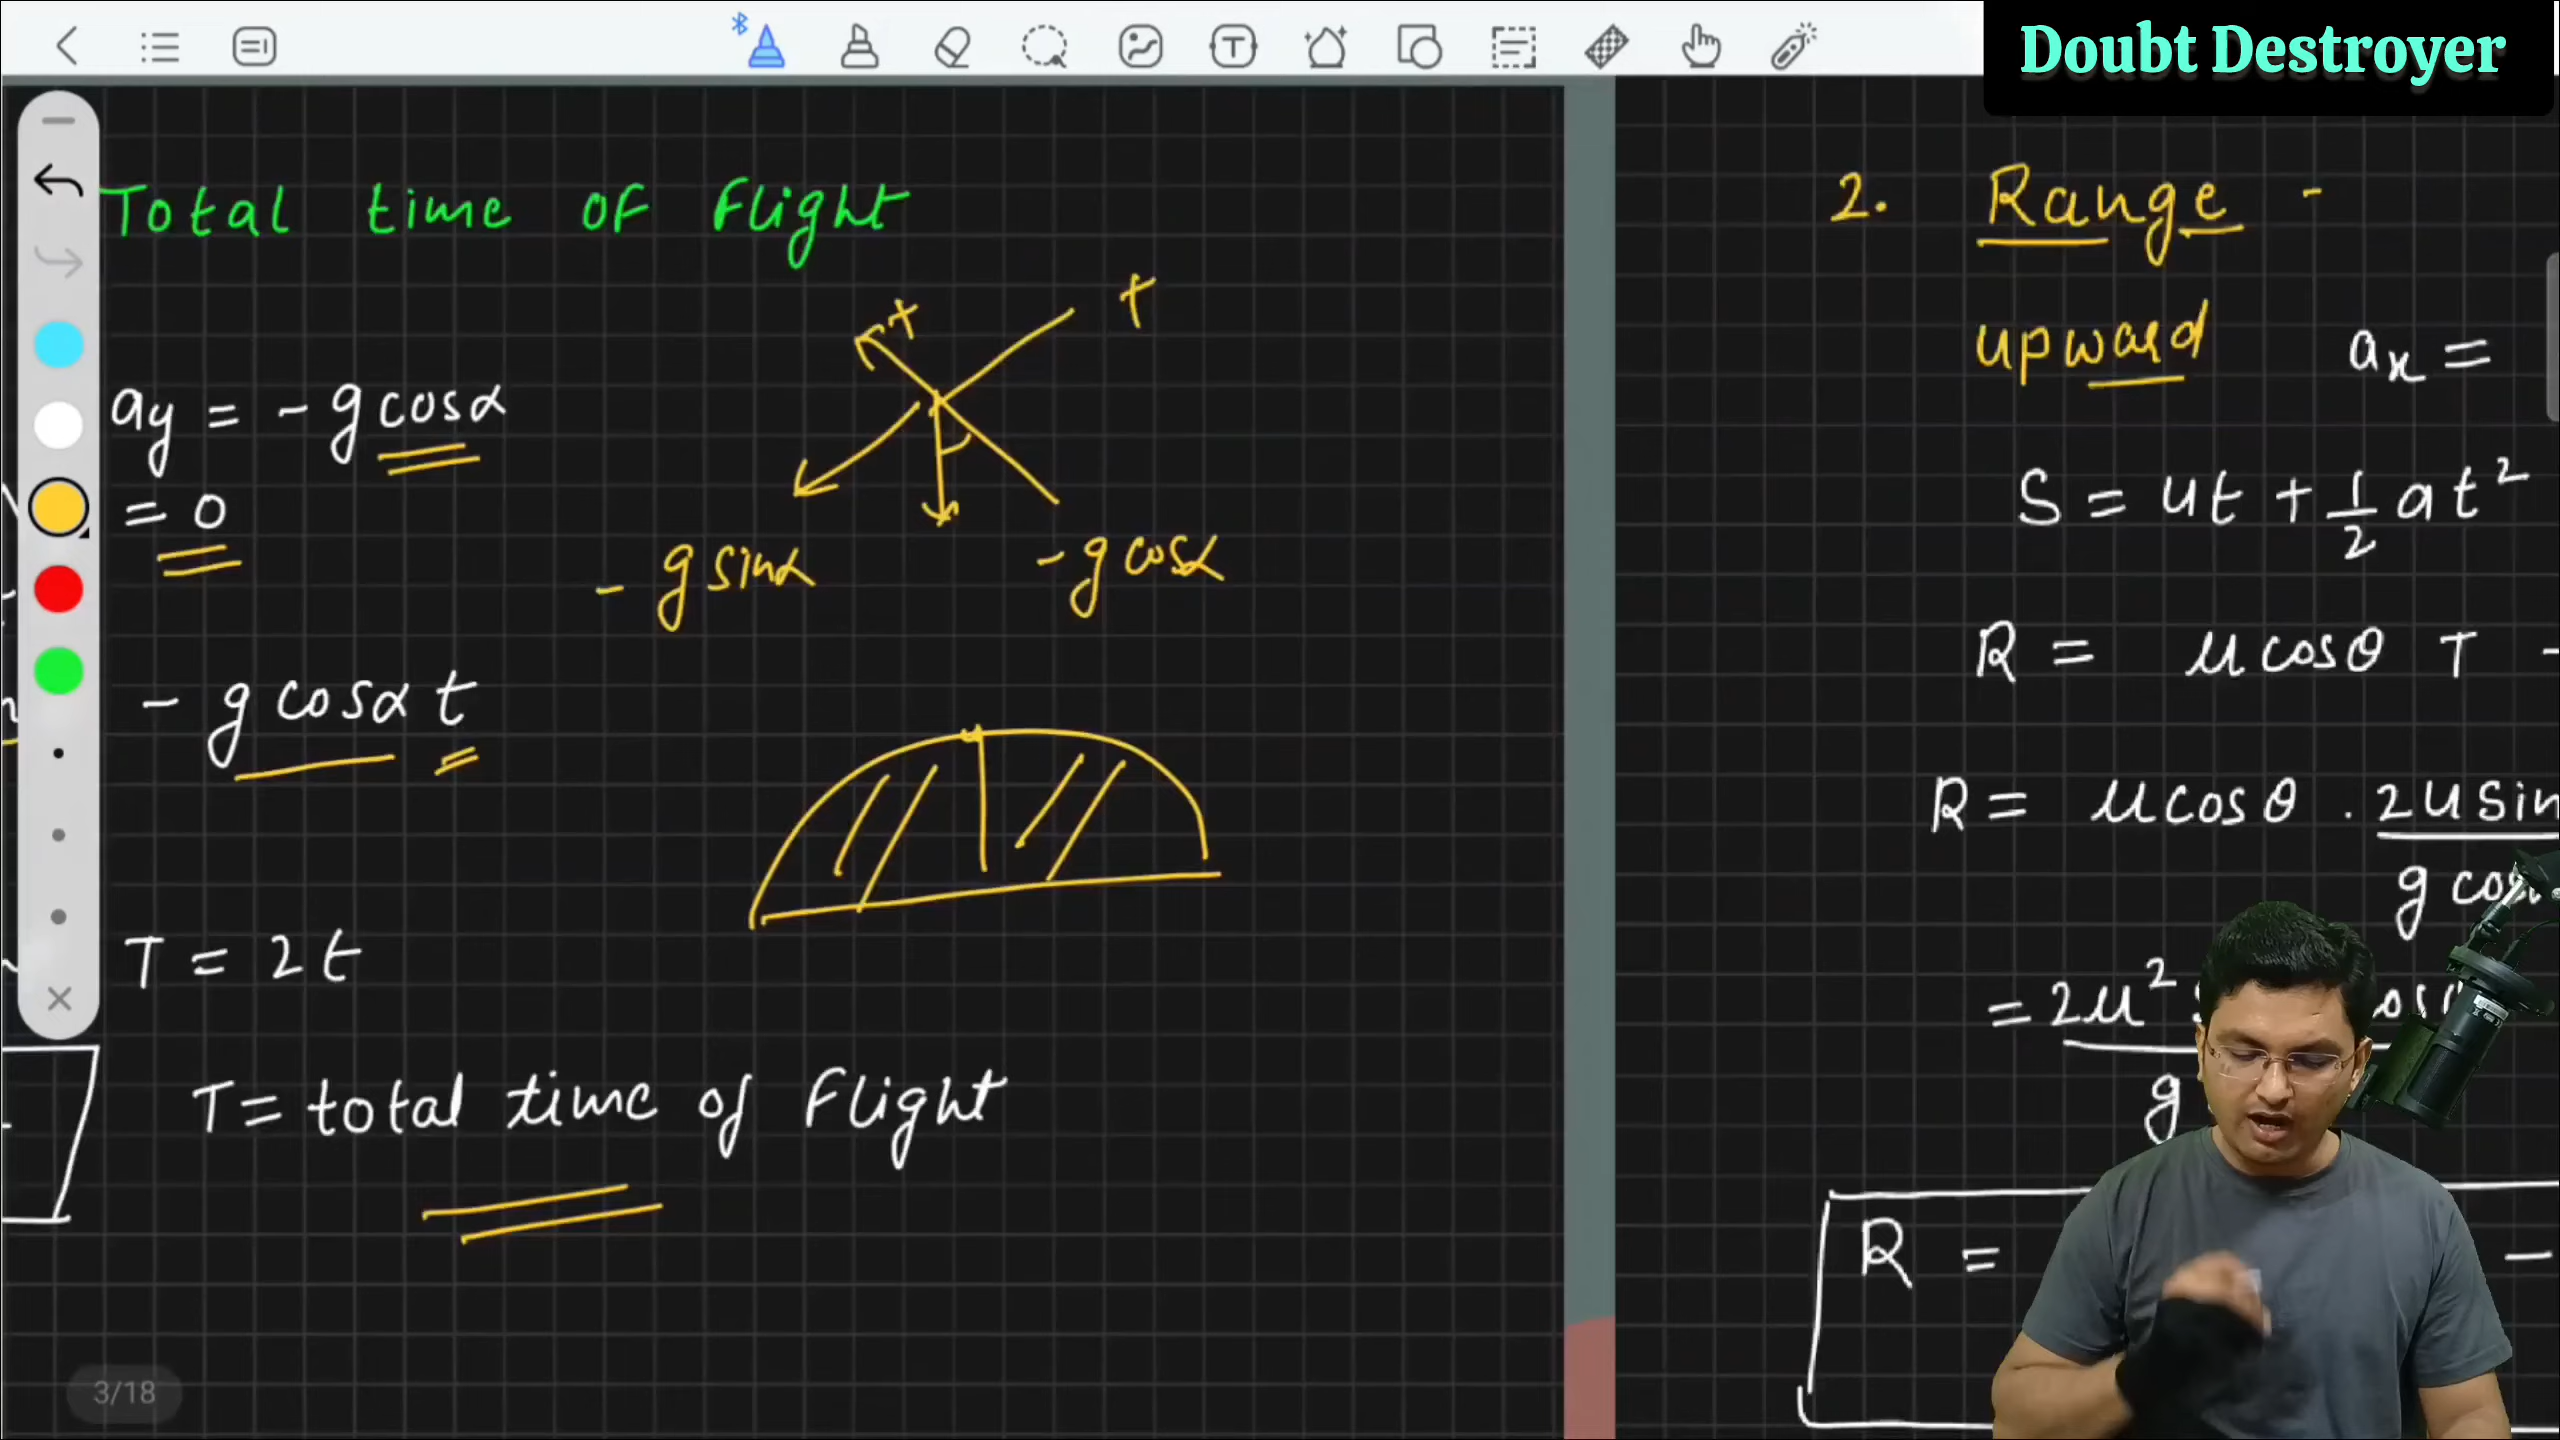 Doubt Destroyer
Total time of Flight
+ +
ay = - g cosα
= 0
- g sinα - g cosα
- g cosα t
T = 2t
T = total time of Flight
3/18
2. Range -
upward ax =
S = ut + 1/2 at²
R = u cosθ T -
R = u cosθ . 2u sin
g cos
= 2u²
g
R = -